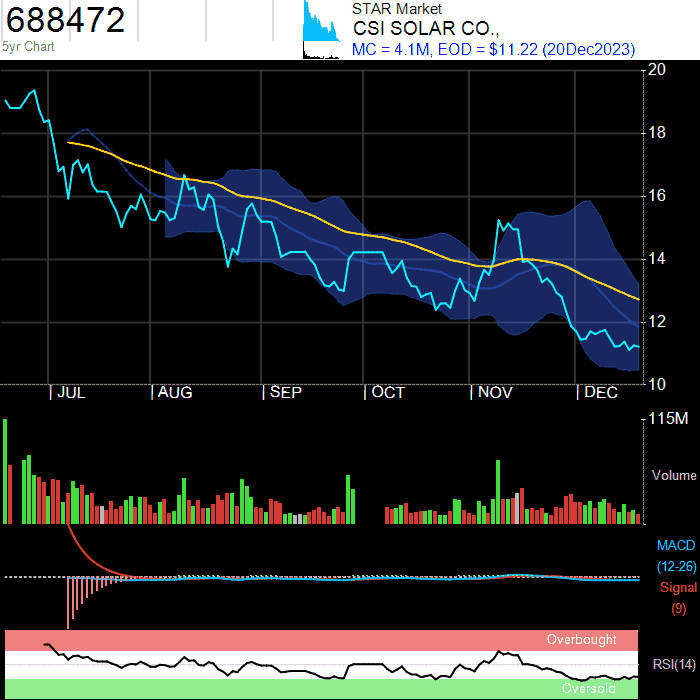 688472
5yr Chart
STAR Market
CSI SOLAR CO.,
MC = 4.1M, EOD = $11.22 (20Dec2023)
20
18
16
14
12
10
JUL AUG SEP OCT NOV DEC
115M
Volume
MACD
(12-26)
Signal
(9)
Overbought
RSI(14)
Oversold